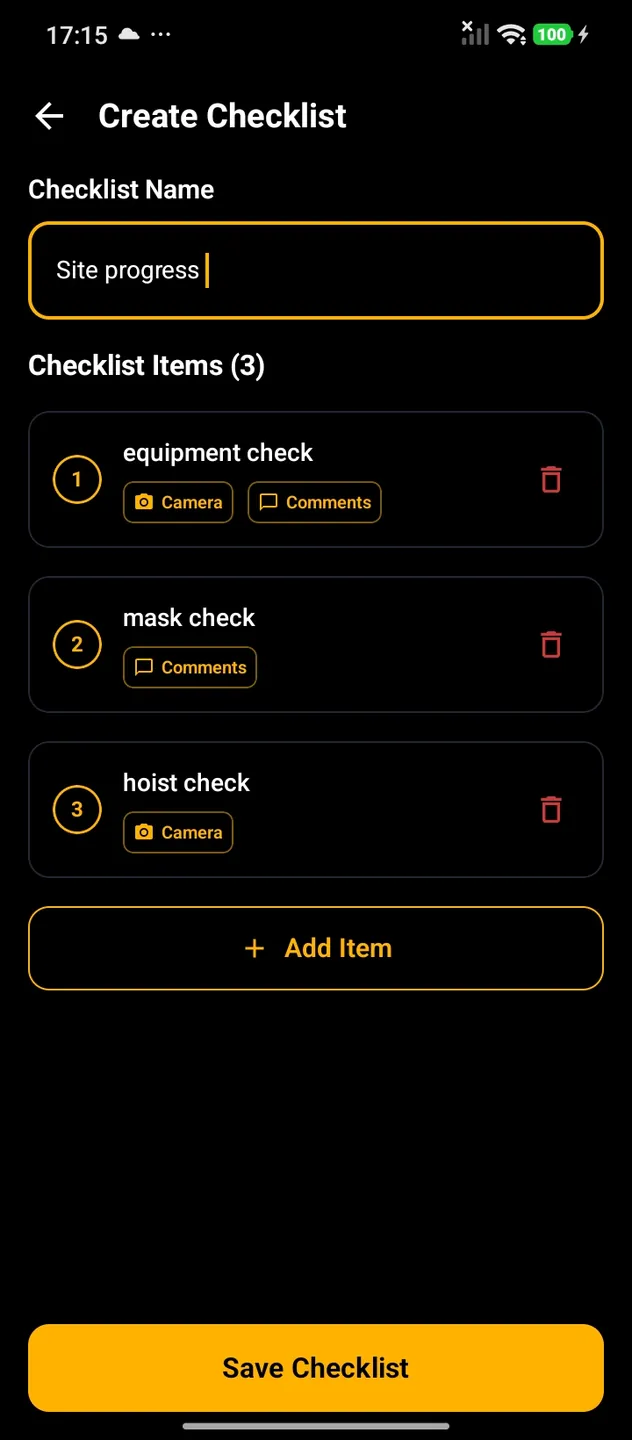 17:15
100
Create Checklist
Checklist Name
Site progress
Checklist Items (3)
1
equipment check
Camera Comments
2
mask check
Comments
3
hoist check
Camera
+ Add Item
Save Checklist